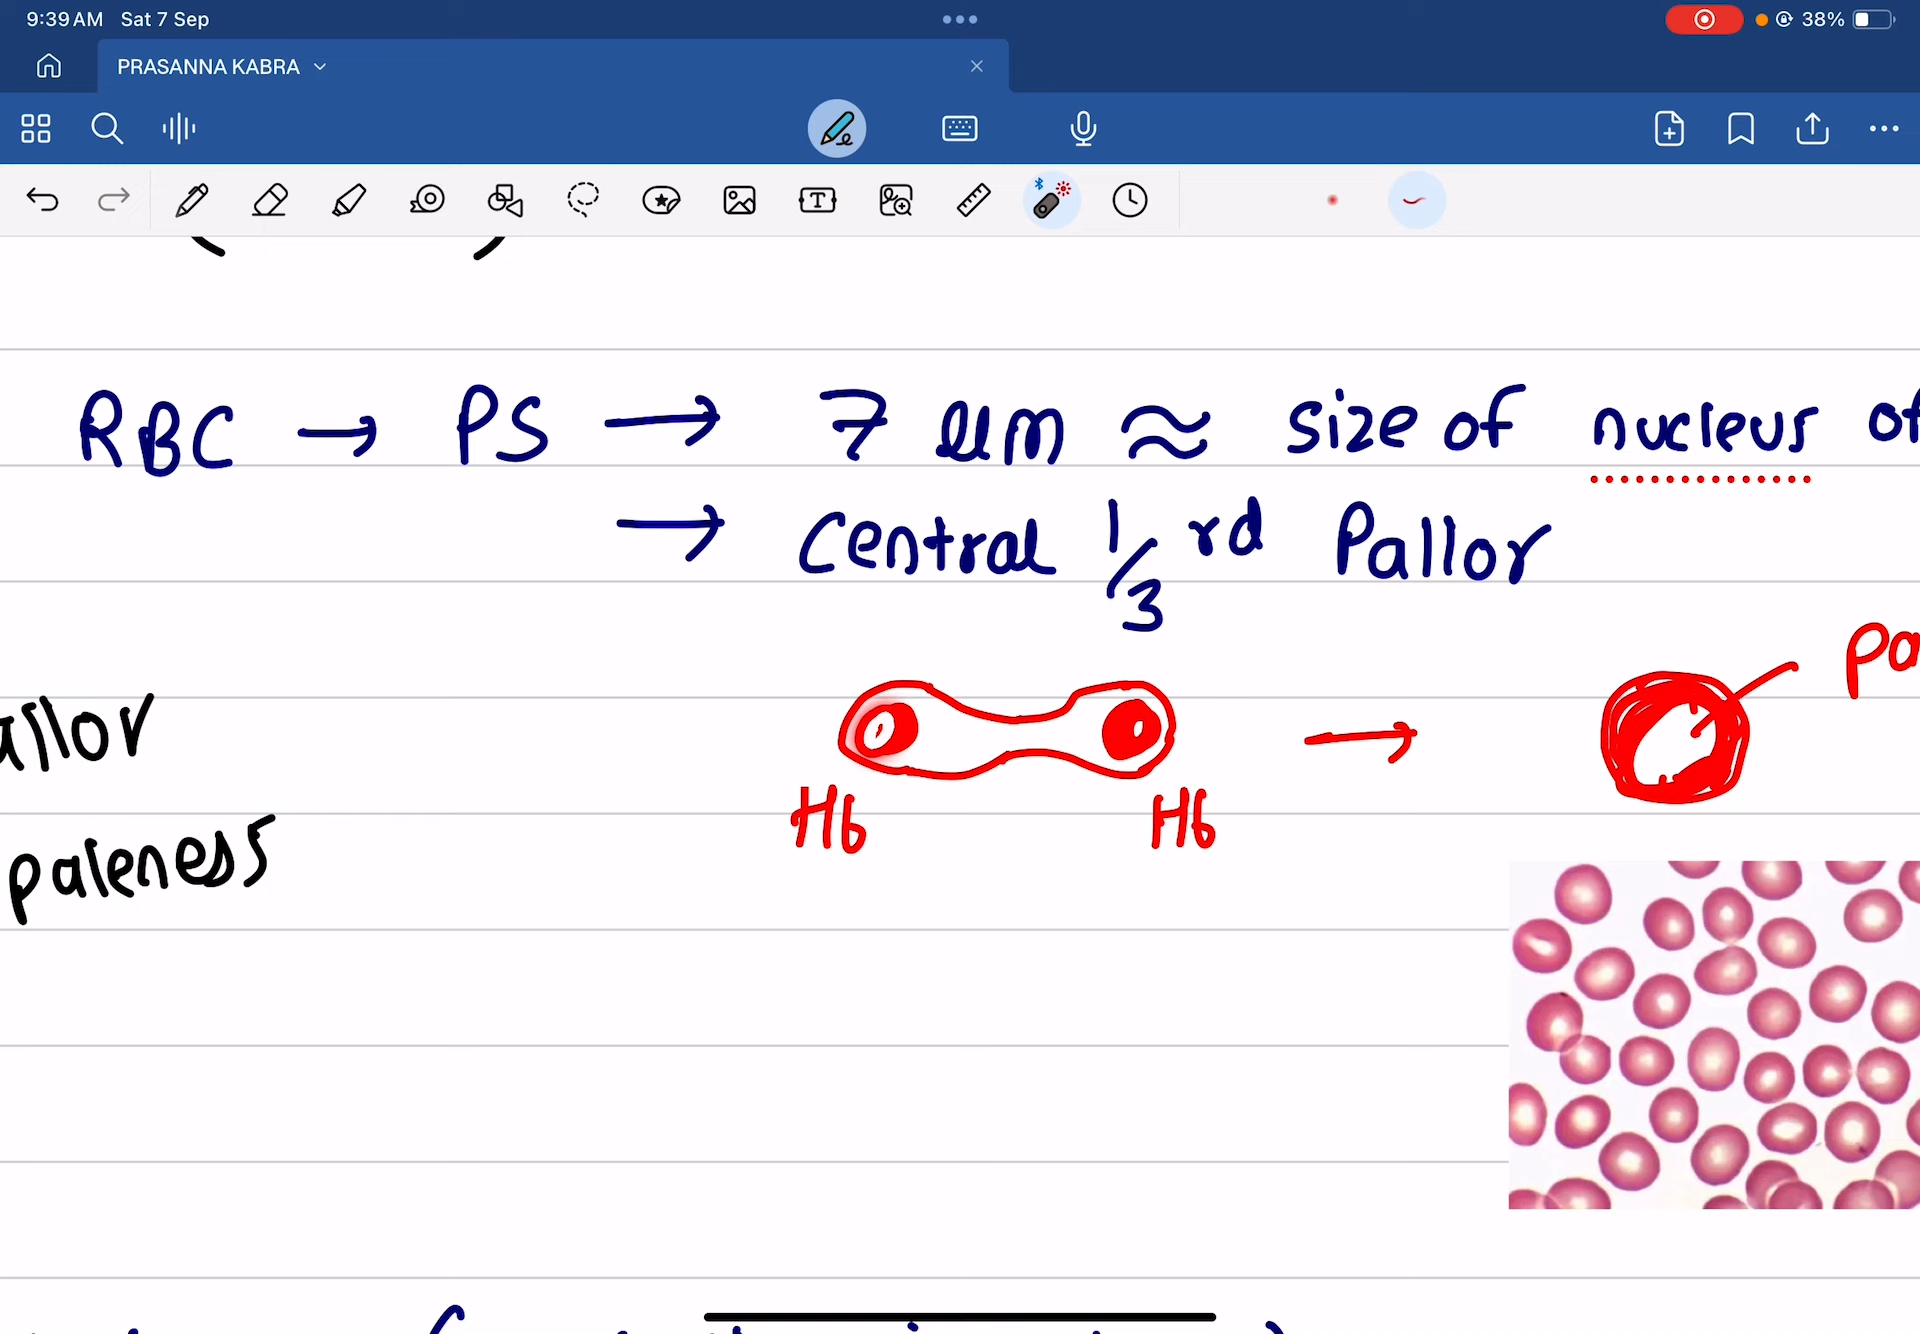 9:39 AM Sat 7 Sep 38%
PRASANNA KABRA
RBC → PS → 7 µm ≈ size of nucleus of
→ Central 1/3 rd Pallor
pa
allor
Hb Hb
paleness